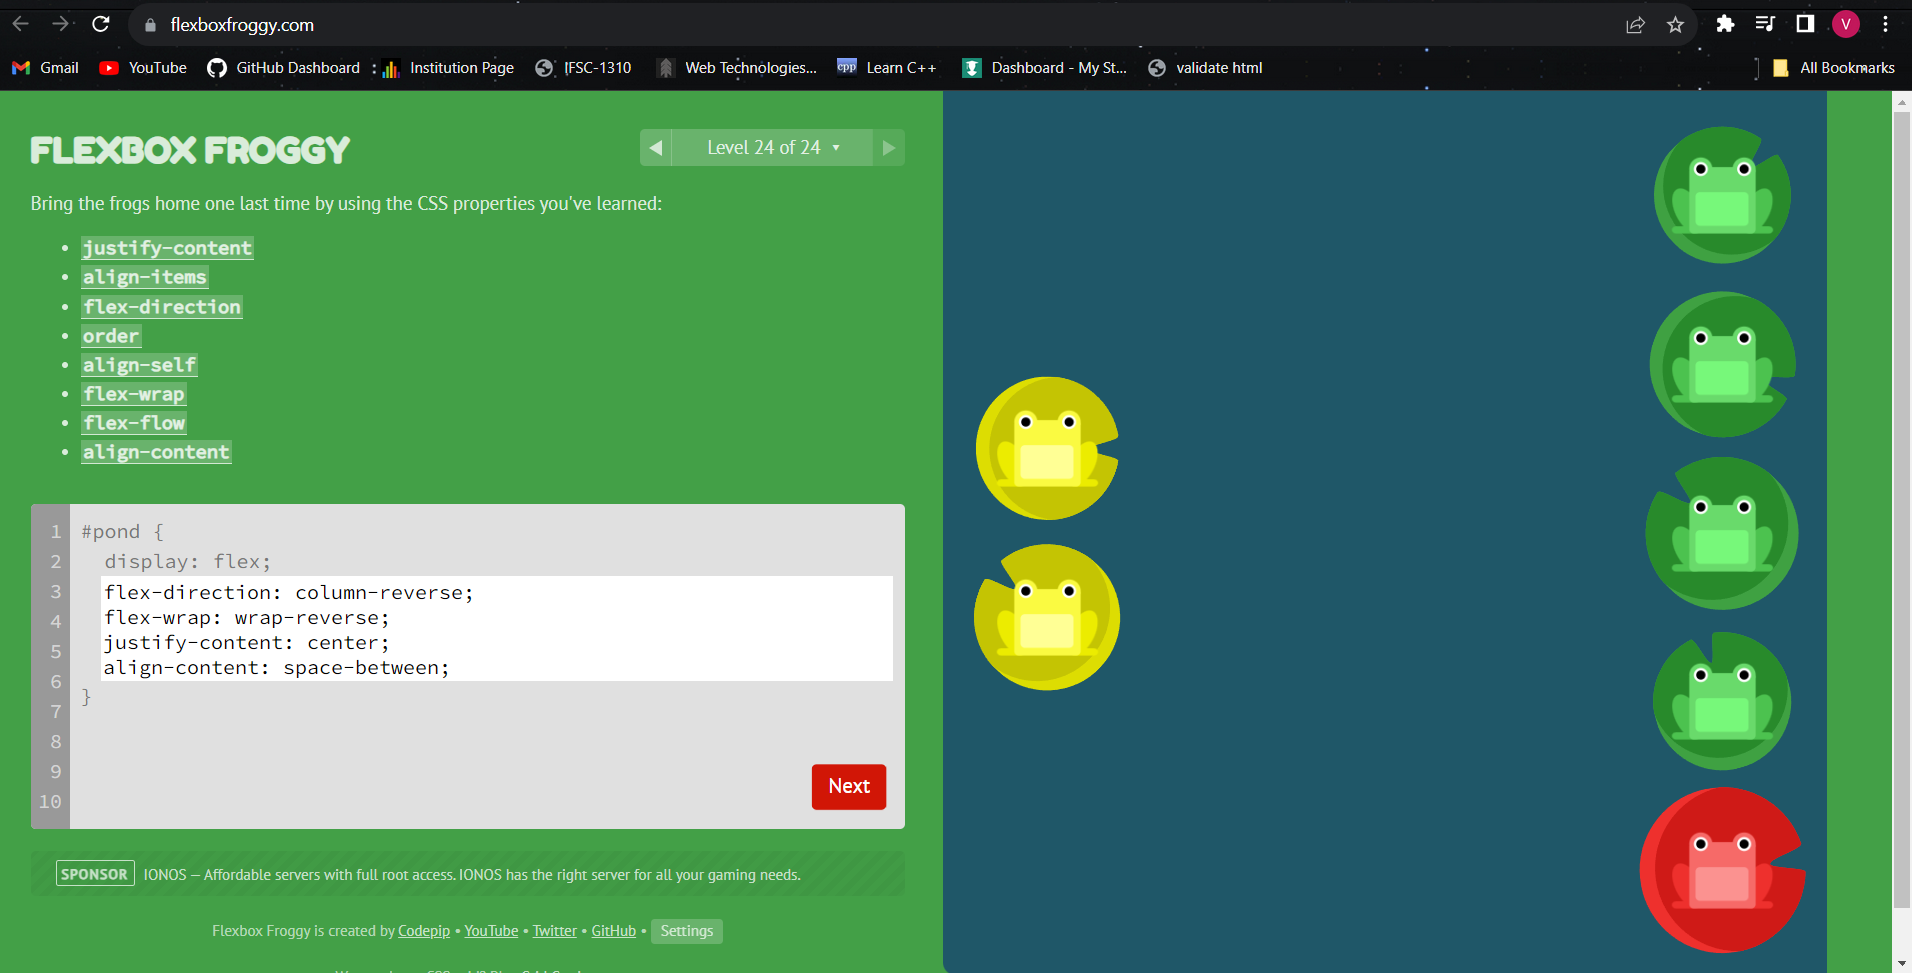 flexboxfroggy.com
V
Gmail YouTube GitHub Dashboard Institution Page IFSC-1310 Web Technologies... cpp Learn C++ Dashboard - My St... validate html All Bookmarks
FLEXBOX FROGGY
◀ Level 24 of 24 ▾ ▶
Bring the frogs home one last time by using the CSS properties you've learned:
• justify-content
• align-items
• flex-direction
• order
• align-self
• flex-wrap
• flex-flow
• align-content
1 #pond {
2 display: flex;
3 flex-direction: column-reverse;
4 flex-wrap: wrap-reverse;
5 justify-content: center;
6 align-content: space-between;
7 }
8
9
10
Next
SPONSOR IONOS — Affordable servers with full root access. IONOS has the right server for all your gaming needs.
Flexbox Froggy is created by Codepip • YouTube • Twitter • GitHub • Settings